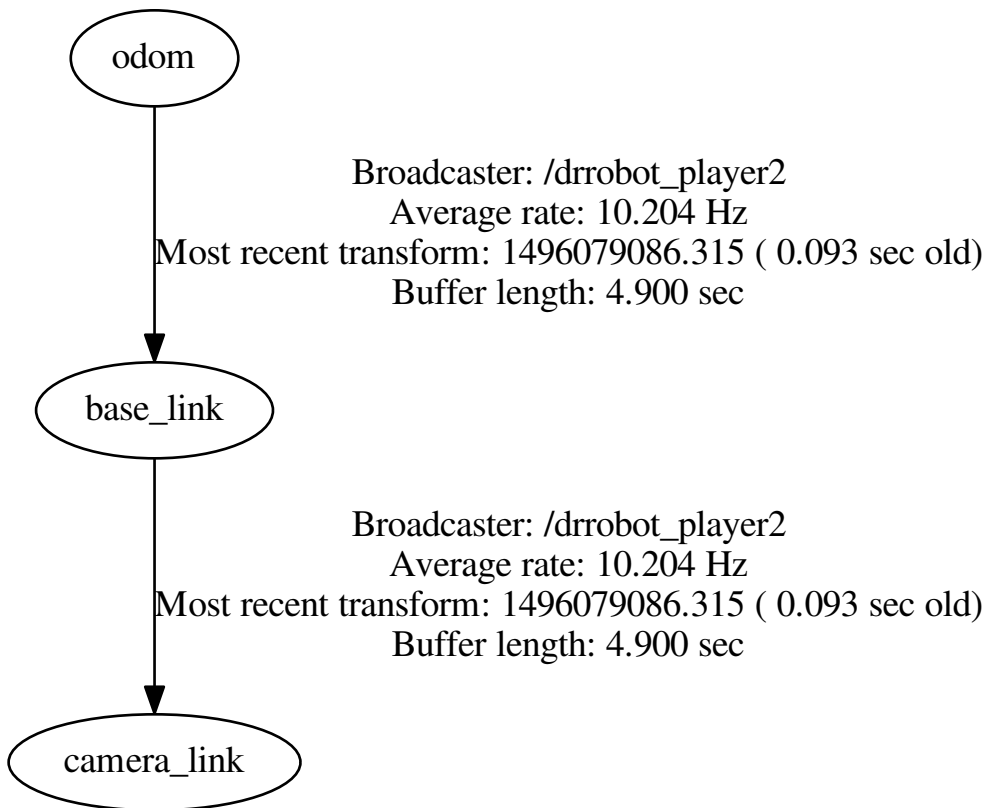 odom
Broadcaster: /drrobot_player2
Average rate: 10.204 Hz
Most recent transform: 1496079086.315 ( 0.093 sec old)
Buffer length: 4.900 sec
base_link
Broadcaster: /drrobot_player2
Average rate: 10.204 Hz
Most recent transform: 1496079086.315 ( 0.093 sec old)
Buffer length: 4.900 sec
camera_link